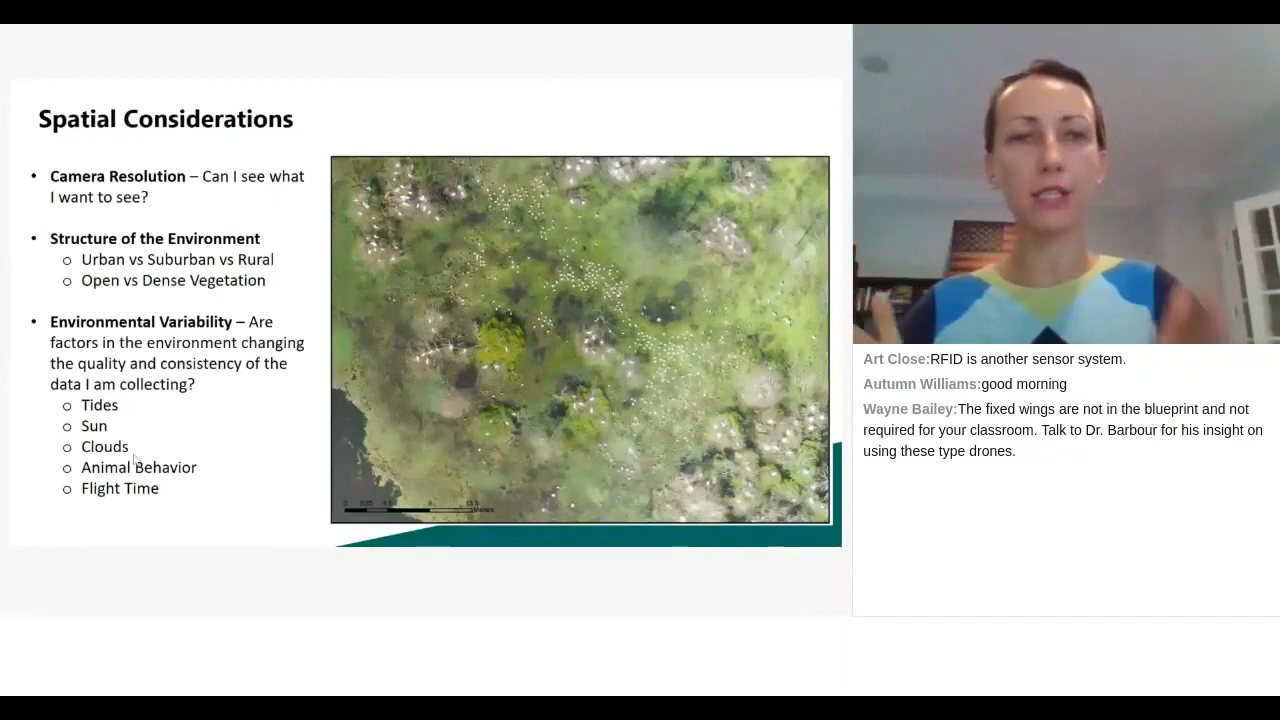 Spatial Considerations
• Camera Resolution – Can I see what
I want to see?
• Structure of the Environment
o Urban vs Suburban vs Rural
o Open vs Dense Vegetation
• Environmental Variability – Are
factors in the environment changing
the quality and consistency of the
data I am collecting?
o Tides
o Sun
o Clouds
o Animal Behavior
o Flight Time
Meters
Art Close:RFID is another sensor system.
Autumn Williams:good morning
Wayne Bailey:The fixed wings are not in the blueprint and not
required for your classroom. Talk to Dr. Barbour for his insight on
using these type drones.